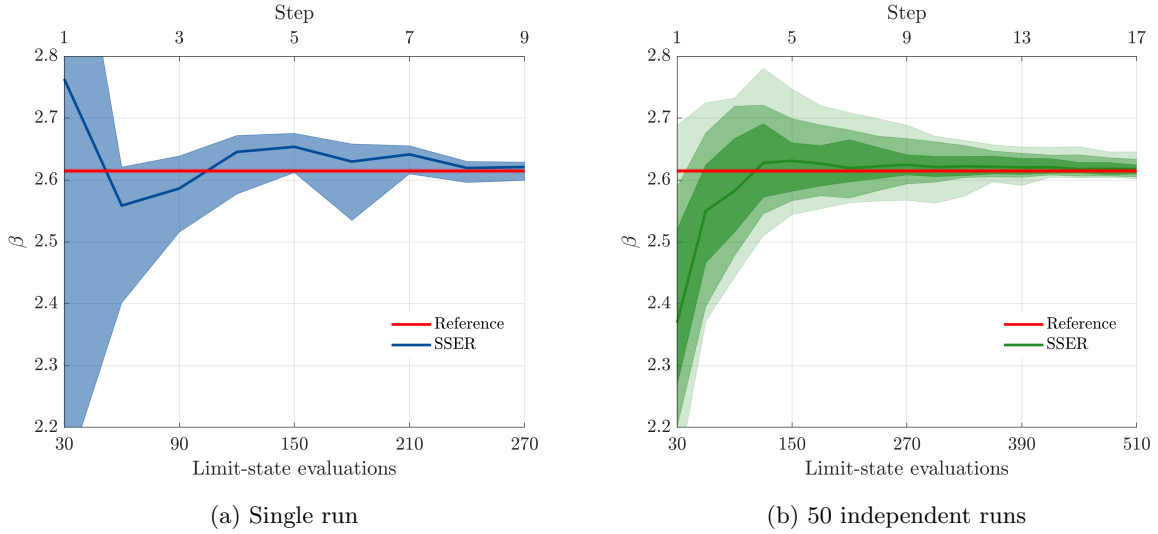 Step
1 3 5 7 9
2.8
2.7
2.6
2.5
2.4
2.3
2.2
β
Reference
SSER
30 90 150 210 270
Limit-state evaluations
(a) Single run
Step
1 5 9 13 17
2.8
2.7
2.6
2.5
2.4
2.3
2.2
β
Reference
SSER
30 150 270 390 510
Limit-state evaluations
(b) 50 independent runs